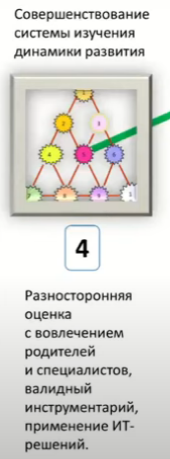 Совершенствование
системы изучения
динамики развития
4
Разносторонняя
оценка
с вовлечением
родителей
и специалистов,
валидный
инструментарий,
применение ИТ-
решений.